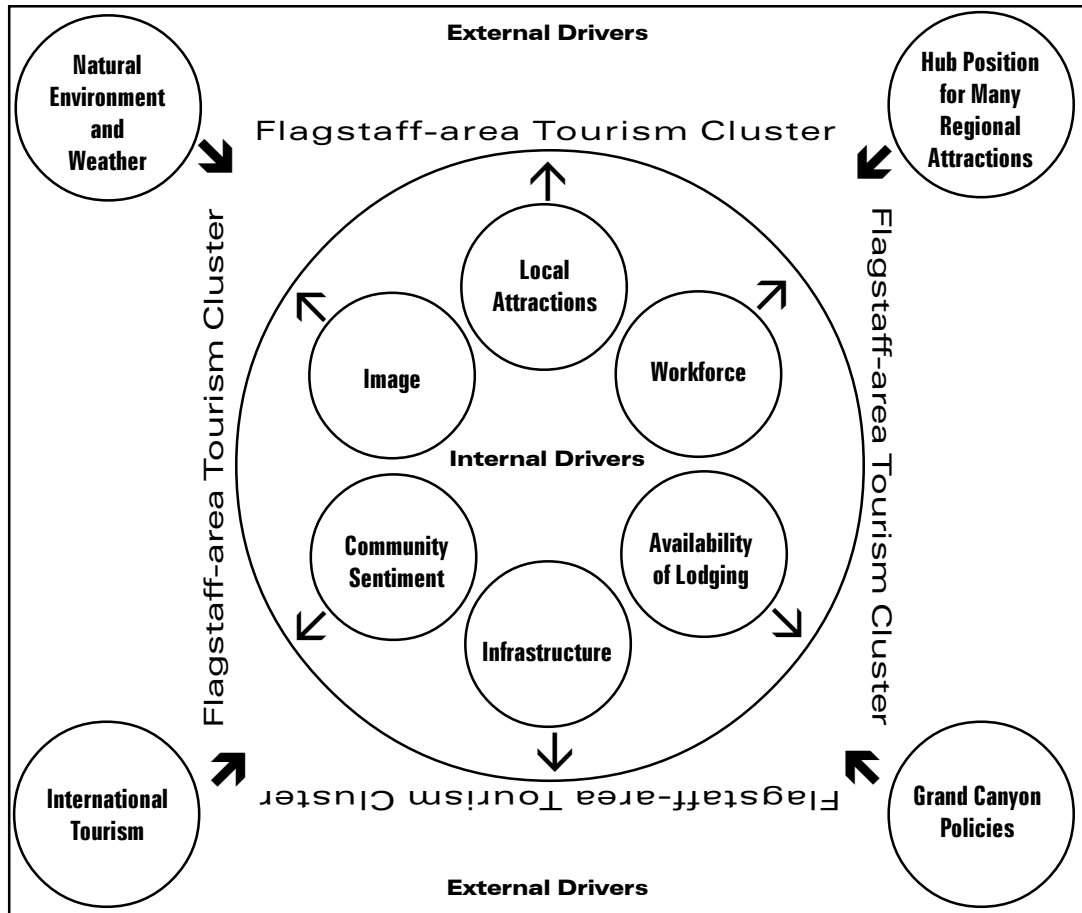 External Drivers
Natural
Environment
and
Weather
Hub Position
for Many
Regional
Attractions
Flagstaff-area Tourism Cluster
Flagstaff-area Tourism Cluster
Flagstaff-area Tourism Cluster
Local
Attractions
Image
Workforce
Internal Drivers
Community
Sentiment
Availability
of Lodging
Infrastructure
Flagstaff-area Tourism Cluster
International
Tourism
Grand Canyon
Policies
External Drivers